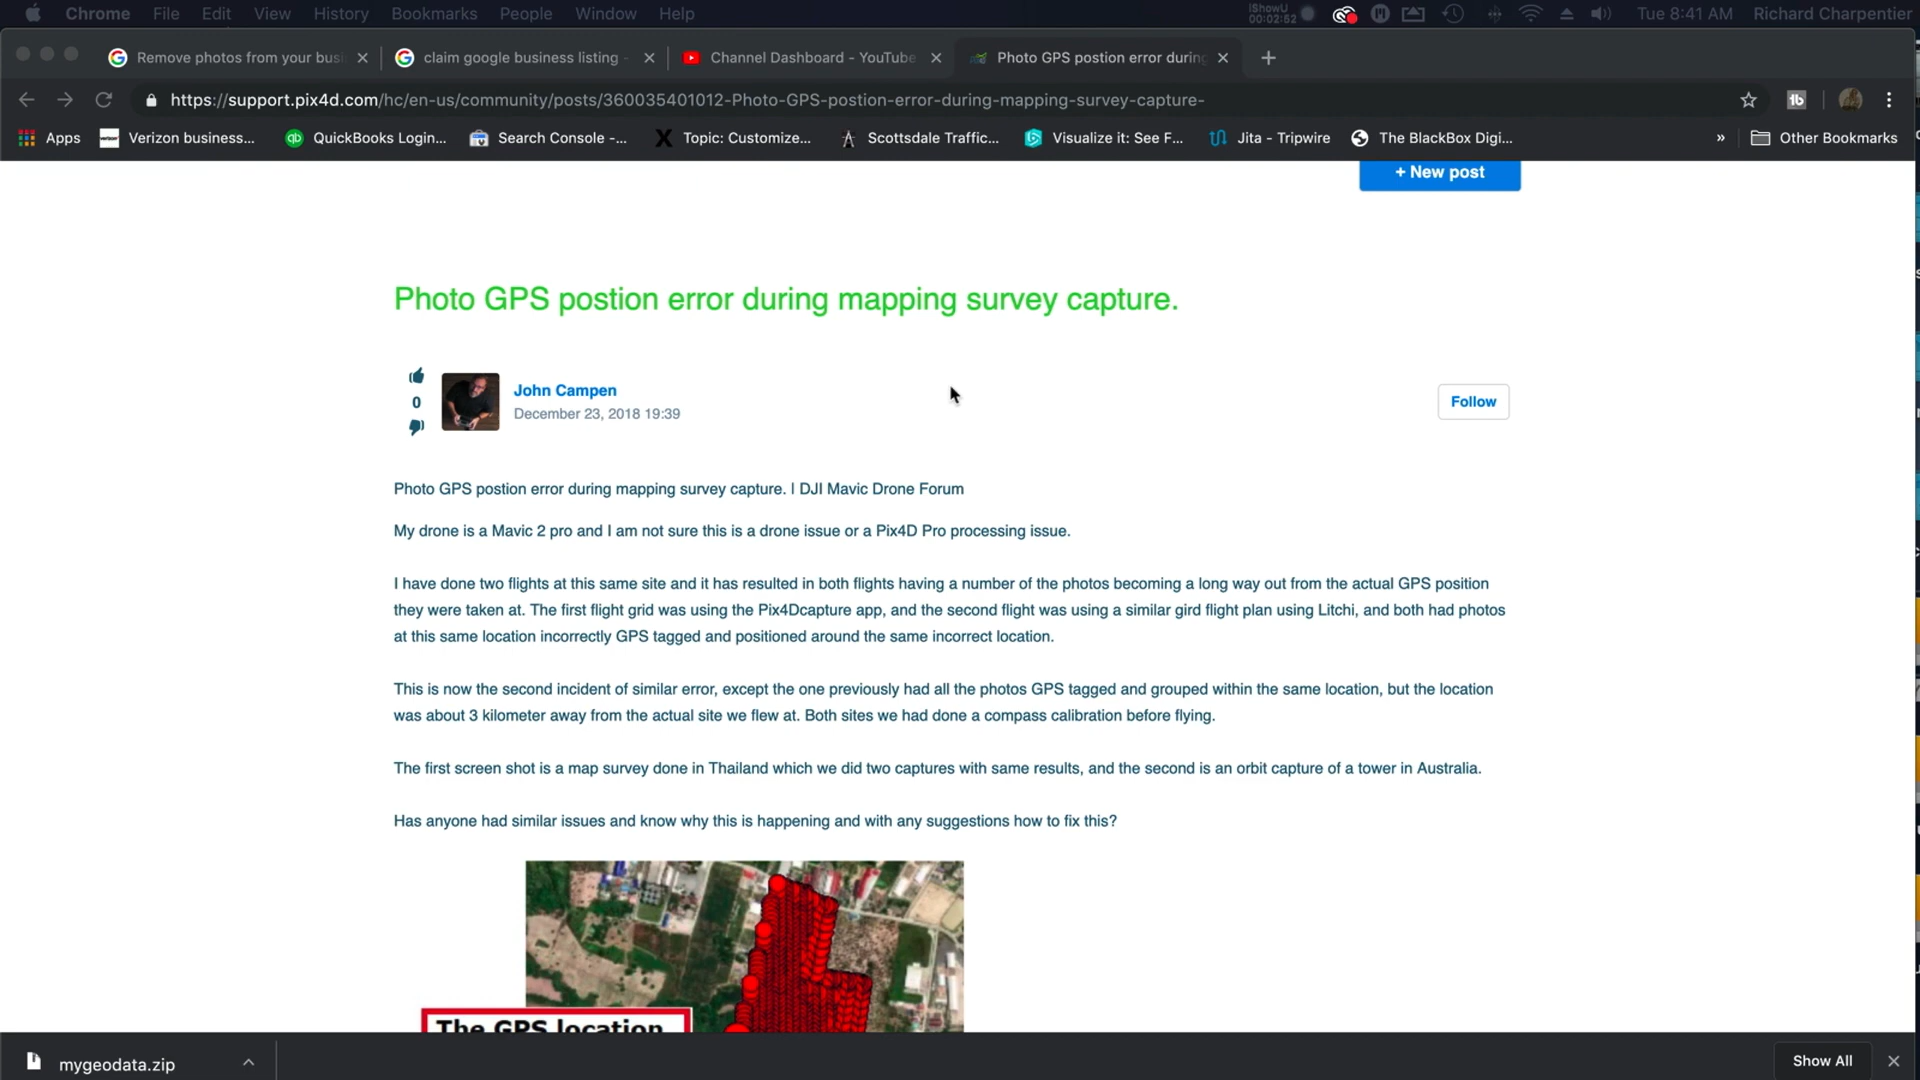 Chrome File Edit View History Bookmarks People Window Help iShowU 00:02:52 Tue 8:41 AM Richard Charpentier
Remove photos from your busi claim google business listing - Channel Dashboard - YouTube Photo GPS postion error during
https://support.pix4d.com/hc/en-us/community/posts/360035401012-Photo-GPS-postion-error-during-mapping-survey-capture-
Apps Verizon business... QuickBooks Login... Search Console -... Topic: Customize... Scottsdale Traffic... Visualize it: See F... Jita - Tripwire The BlackBox Digi... » Other Bookmarks
+ New post
Photo GPS postion error during mapping survey capture.
0
John Campen
December 23, 2018 19:39
Follow
Photo GPS postion error during mapping survey capture. | DJI Mavic Drone Forum
My drone is a Mavic 2 pro and I am not sure this is a drone issue or a Pix4D Pro processing issue.
I have done two flights at this same site and it has resulted in both flights having a number of the photos becoming a long way out from the actual GPS position
they were taken at. The first flight grid was using the Pix4Dcapture app, and the second flight was using a similar gird flight plan using Litchi, and both had photos
at this same location incorrectly GPS tagged and positioned around the same incorrect location.
This is now the second incident of similar error, except the one previously had all the photos GPS tagged and grouped within the same location, but the location
was about 3 kilometer away from the actual site we flew at. Both sites we had done a compass calibration before flying.
The first screen shot is a map survey done in Thailand which we did two captures with same results, and the second is an orbit capture of a tower in Australia.
Has anyone had similar issues and know why this is happening and with any suggestions how to fix this?
The GPS location
mygeodata.zip
Show All